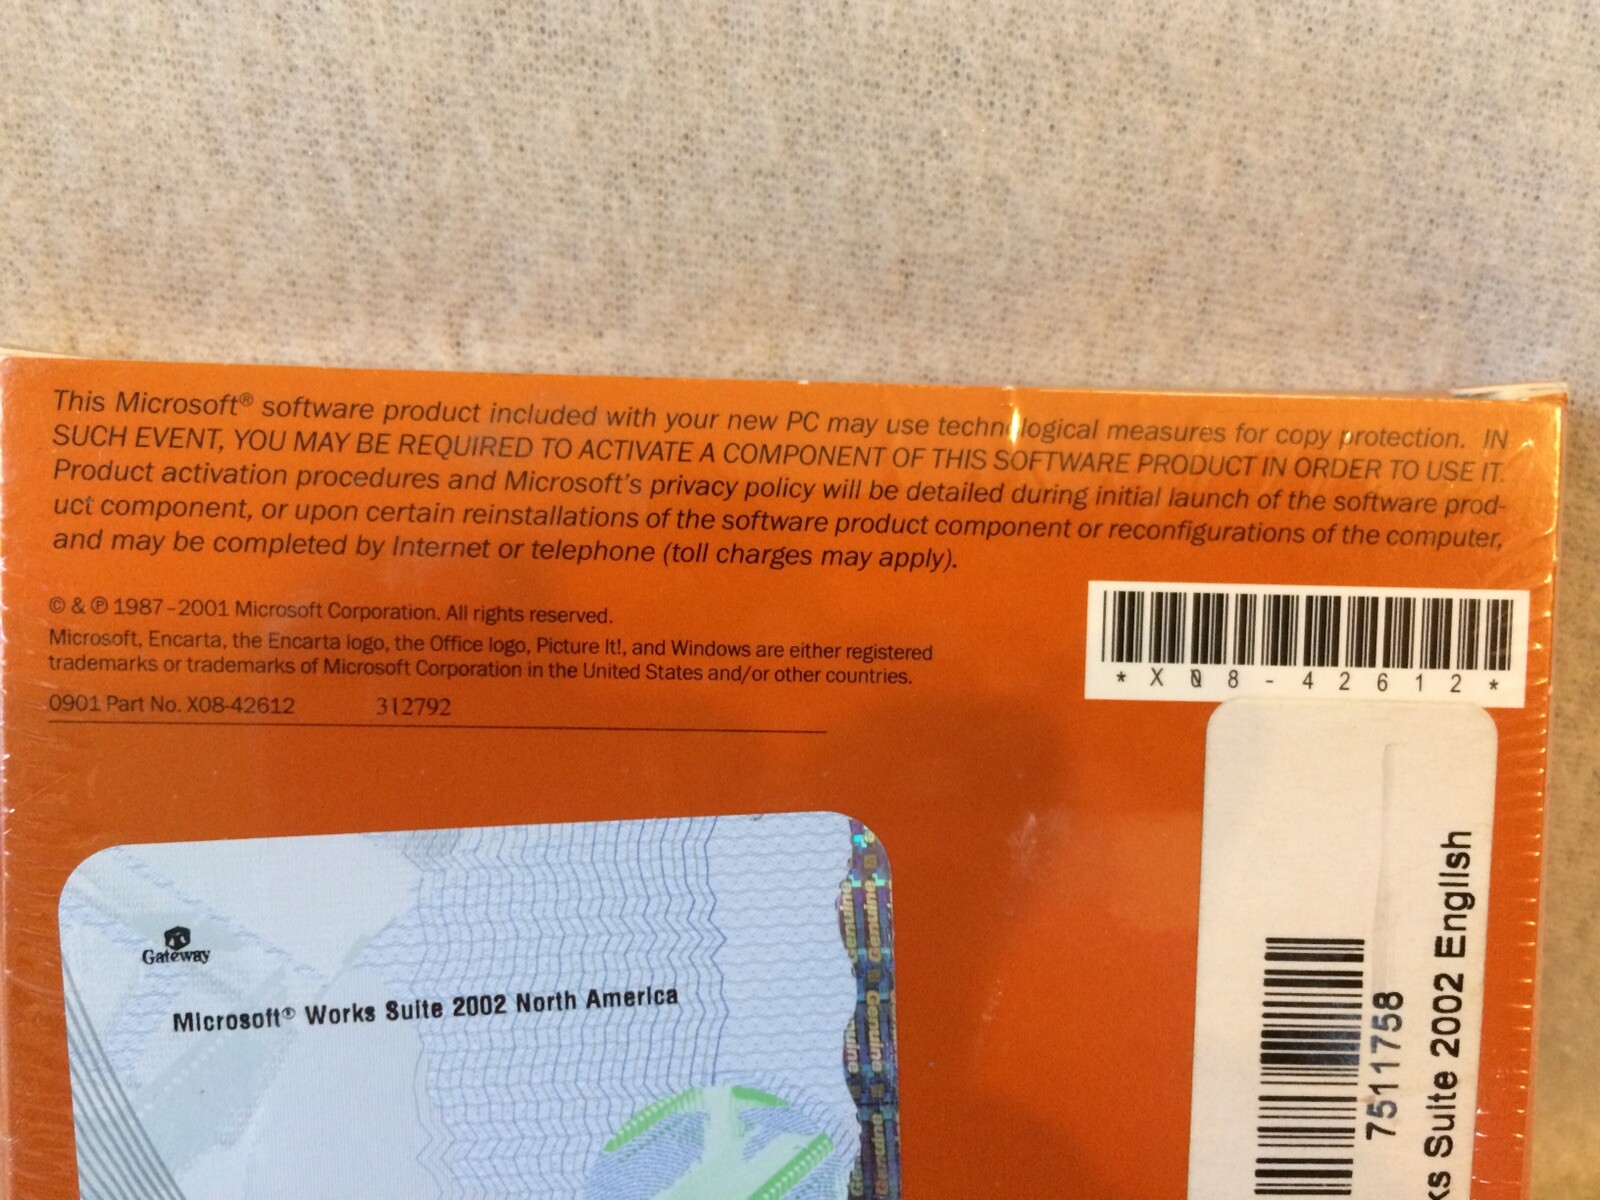 This Microsoft® software product included with your new PC may use technological measures for copy protection. IN
SUCH EVENT, YOU MAY BE REQUIRED TO ACTIVATE A COMPONENT OF THIS SOFTWARE PRODUCT IN ORDER TO USE IT.
Product activation procedures and Microsoft's privacy policy will be detailed during initial launch of the software prod-
uct component, or upon certain reinstallations of the software product component or reconfigurations of the computer,
and may be completed by Internet or telephone (toll charges may apply).
© & ℗ 1987-2001 Microsoft Corporation. All rights reserved.
Microsoft, Encarta, the Encarta logo, the Office logo, Picture It!, and Windows are either registered
trademarks or trademarks of Microsoft Corporation in the United States and/or other countries.
0901 Part No. X08-42612 312792
*X08-42612*
Gateway
Microsoft® Works Suite 2002 North America
Genuine Genuine
Genuine Genuine
Genuine Genuine
7511758
ks Suite 2002 English